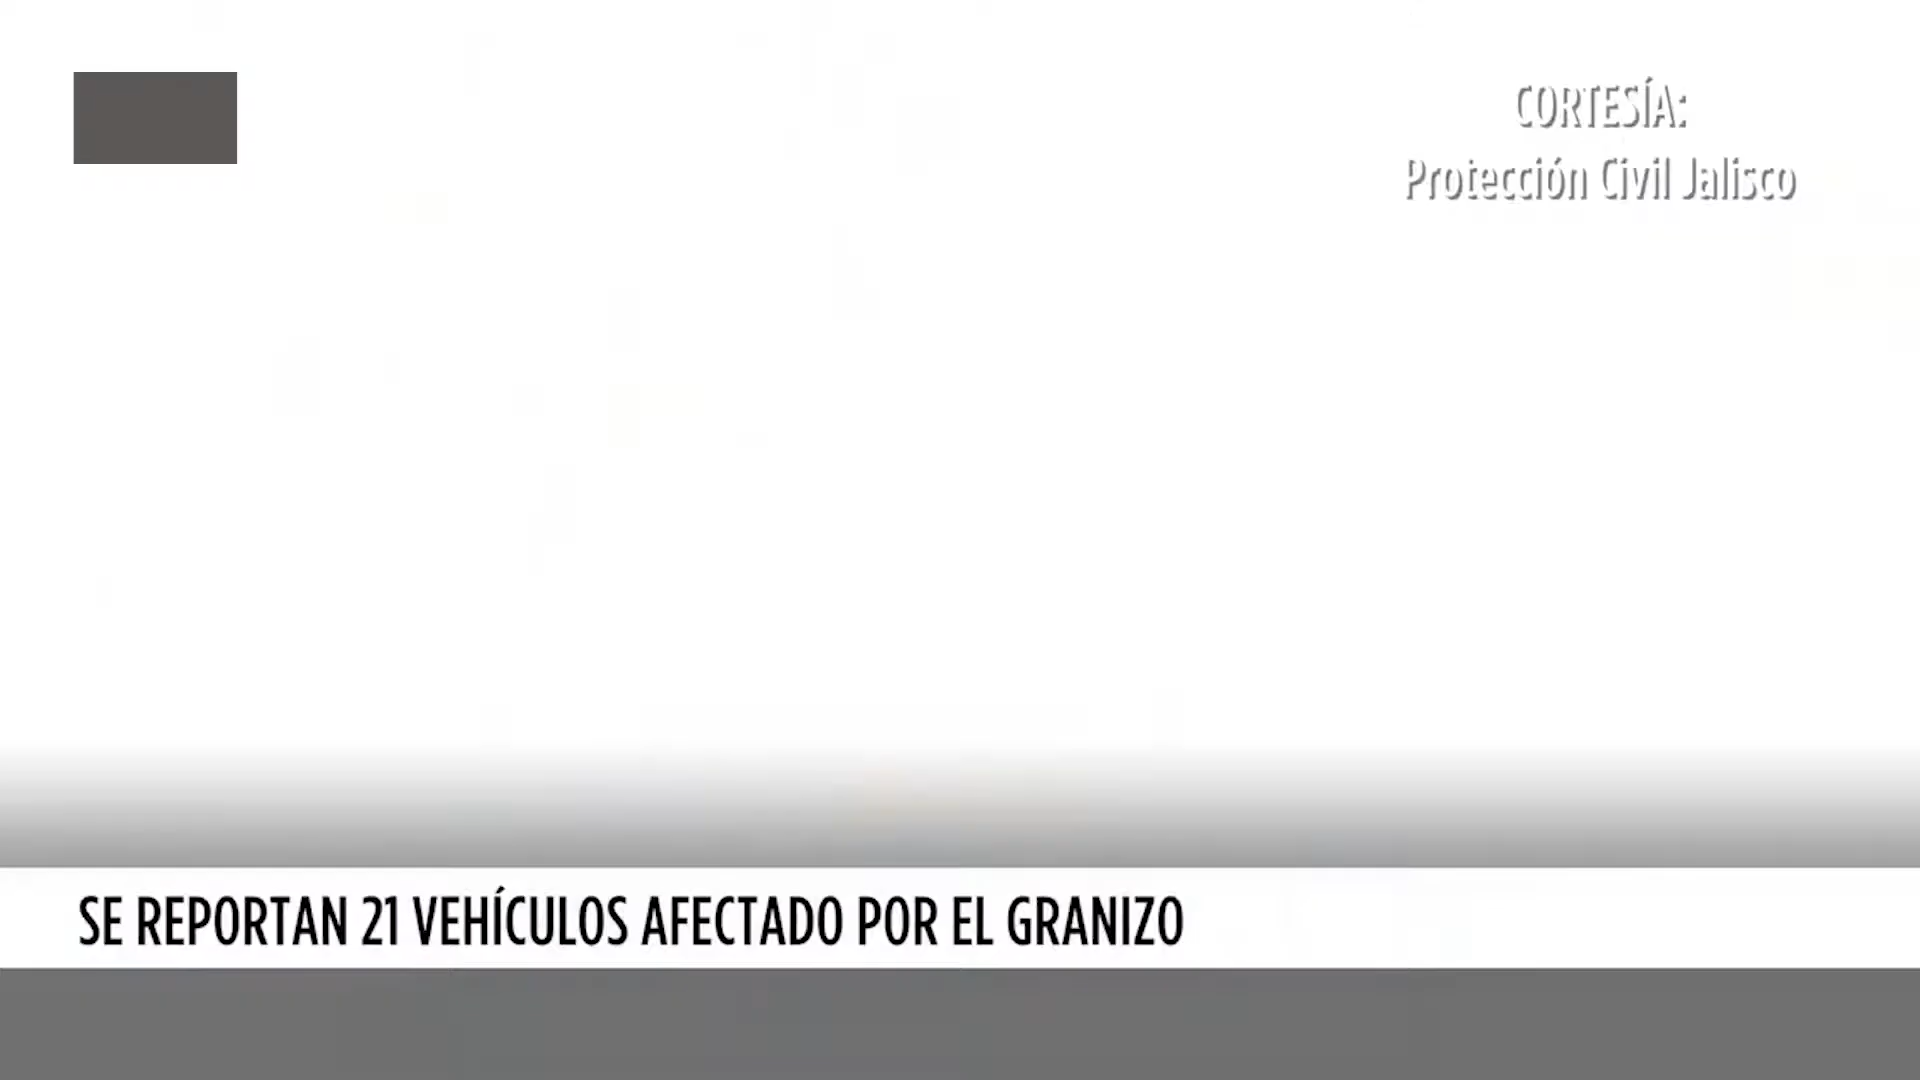 CORTESÍA:
Protección Civil Jalisco
SE REPORTAN 21 VEHÍCULOS AFECTADO POR EL GRANIZO